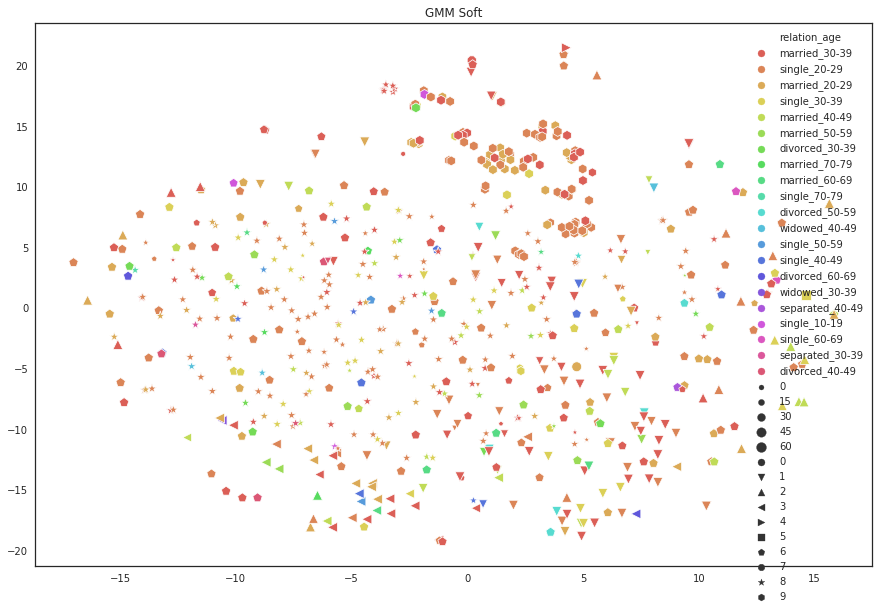 GMM Soft
relation_age
married_30-39
single_20-29
married_20-29
single_30-39
married_40-49
married_50-59
divorced_30-39
married_70-79
married_60-69
single_70-79
divorced_50-59
widowed_40-49
single_50-59
single_40-49
divorced_60-69
widowed_30-39
separated_40-49
single_10-19
single_60-69
separated_30-39
divorced_40-49
0
15
30
45
60
0
1
2
3
4
5
6
7
8
9
20
15
10
5
0
−5
−10
−15
−20
−15
−10
−5
0
5
10
15